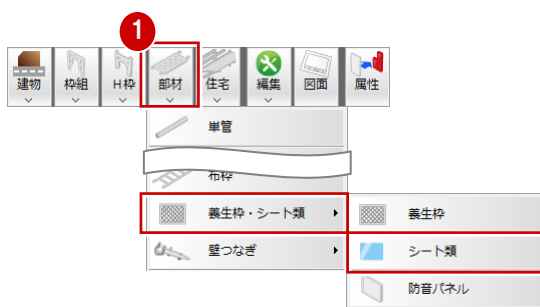 1
建物 枠組 H枠 部材 住宅 編集 図面 属性
単管
布枠
義生枠・シート類
義生枠
壁つなぎ
シート類
防音パネル